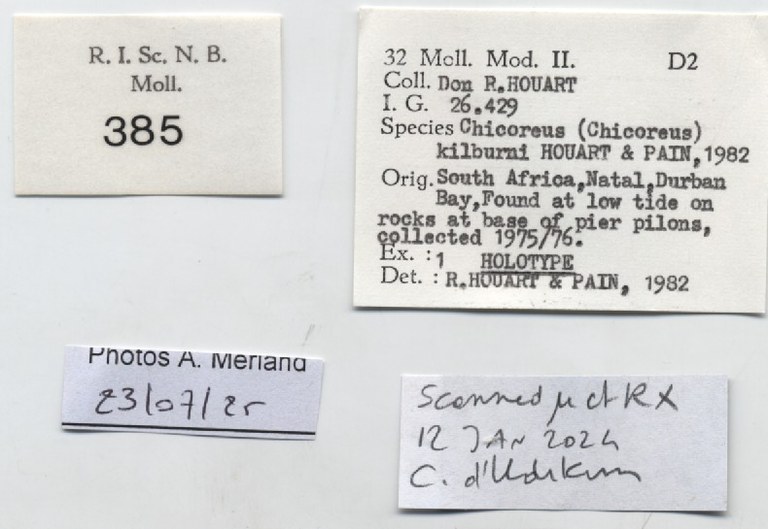 R. I. Sc. N. B.
Moll.
385
32 Moll. Mod. II. D2
Coll. Don R.HOUART
I. G. 26.429
Species Chicoreus (Chicoreus)
kilburni HOUART & PAIN,1982
Orig. South Africa,Natal,Durban
Bay,Found at low tide on
rocks at base of pier pilons,
collected 1975/76.
Ex. : 1 HOLOTYPE
Det. : R.HOUART & PAIN, 1982
Photos A. Merland
23/07/25
Scanned µctRX
12 JAN 2024
C.